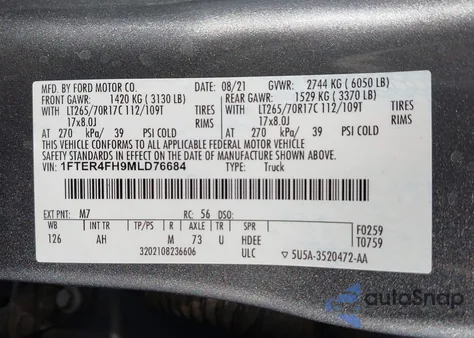 MFD. BY FORD MOTOR CO. 08/21 GVWR: 2744 KG ( 6050 LB)
FRONT GAWR: 1420 KG ( 3130 LB) REAR GAWR: 1529 KG ( 3370 LB)
WITH LT265/70R17C 112/109T TIRES WITH LT265/70R17C 112/109T TIRES
17x8.0J RIMS 17x8.0J RIMS
AT 270 kPa/ 39 PSI COLD AT 270 kPa/ 39 PSI COLD
THIS VEHICLE CONFORMS TO ALL APPLICABLE FEDERAL MOTOR VEHICLE SAFETY AND THEFT PREVENTION STANDARDS IN EFFECT ON THE DATE OF MANUFACTURE SHOWN ABOVE.
VIN: 1FTER4FH9MLD76684 TYPE: Truck
EXT PNT: M7 RC: 56 DSO: F0259
WB TP/PS R AXLE TR SPR T0759
126 AH M 73 U HDEE
3202108236606 ULC 5U5A-3520472-AA
autoSnap